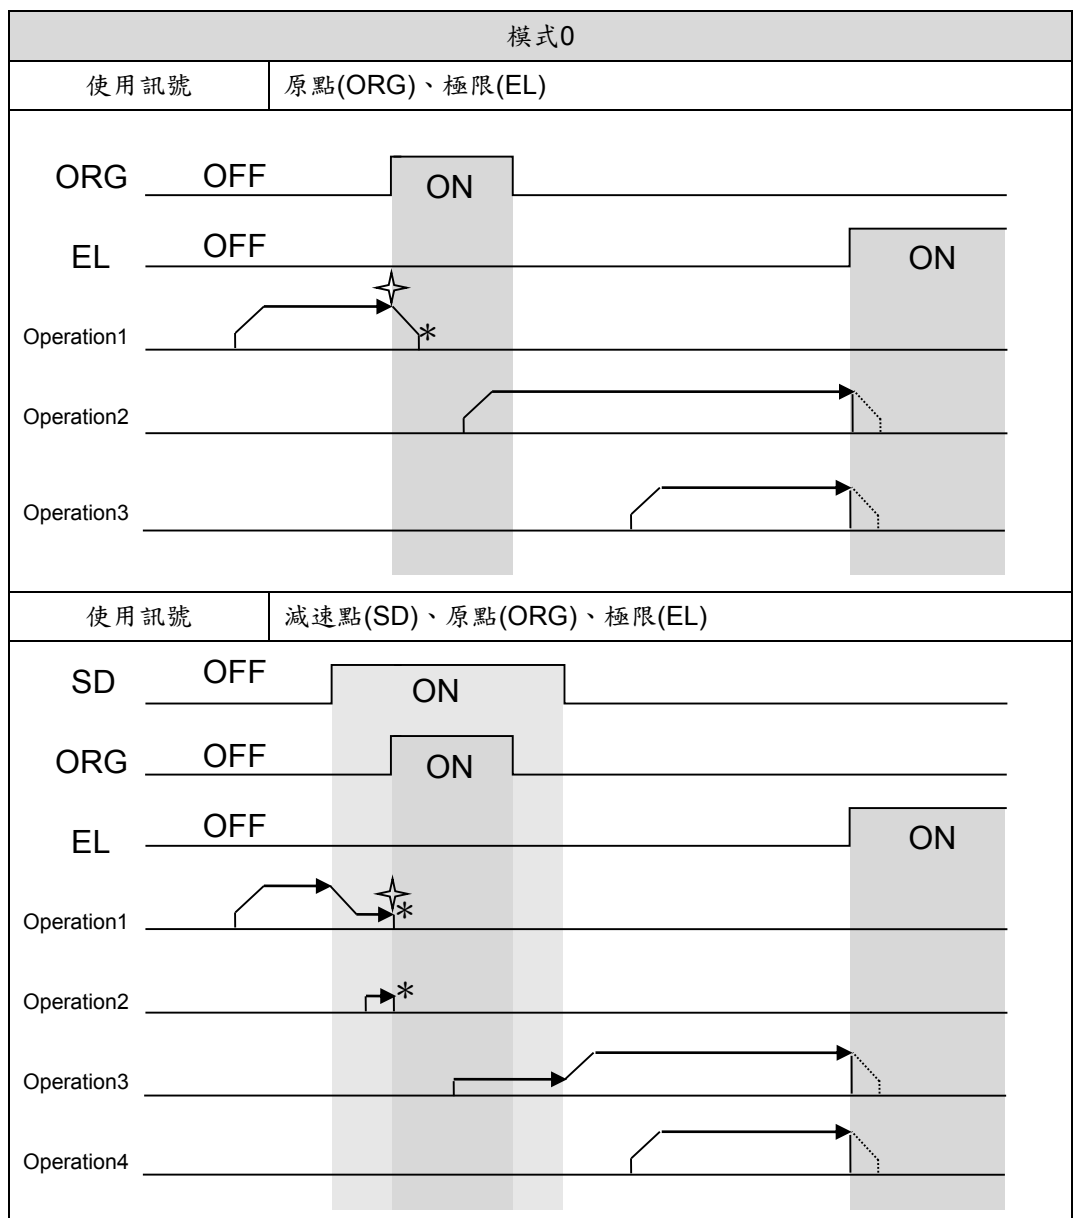 模式0
使用訊號 原點(ORG)、極限(EL)
ORG OFF ON
EL OFF ON
Operation1
*
Operation2
Operation3
使用訊號 減速點(SD)、原點(ORG)、極限(EL)
SD OFF ON
ORG OFF ON
EL OFF ON
Operation1
*
Operation2
*
Operation3
Operation4